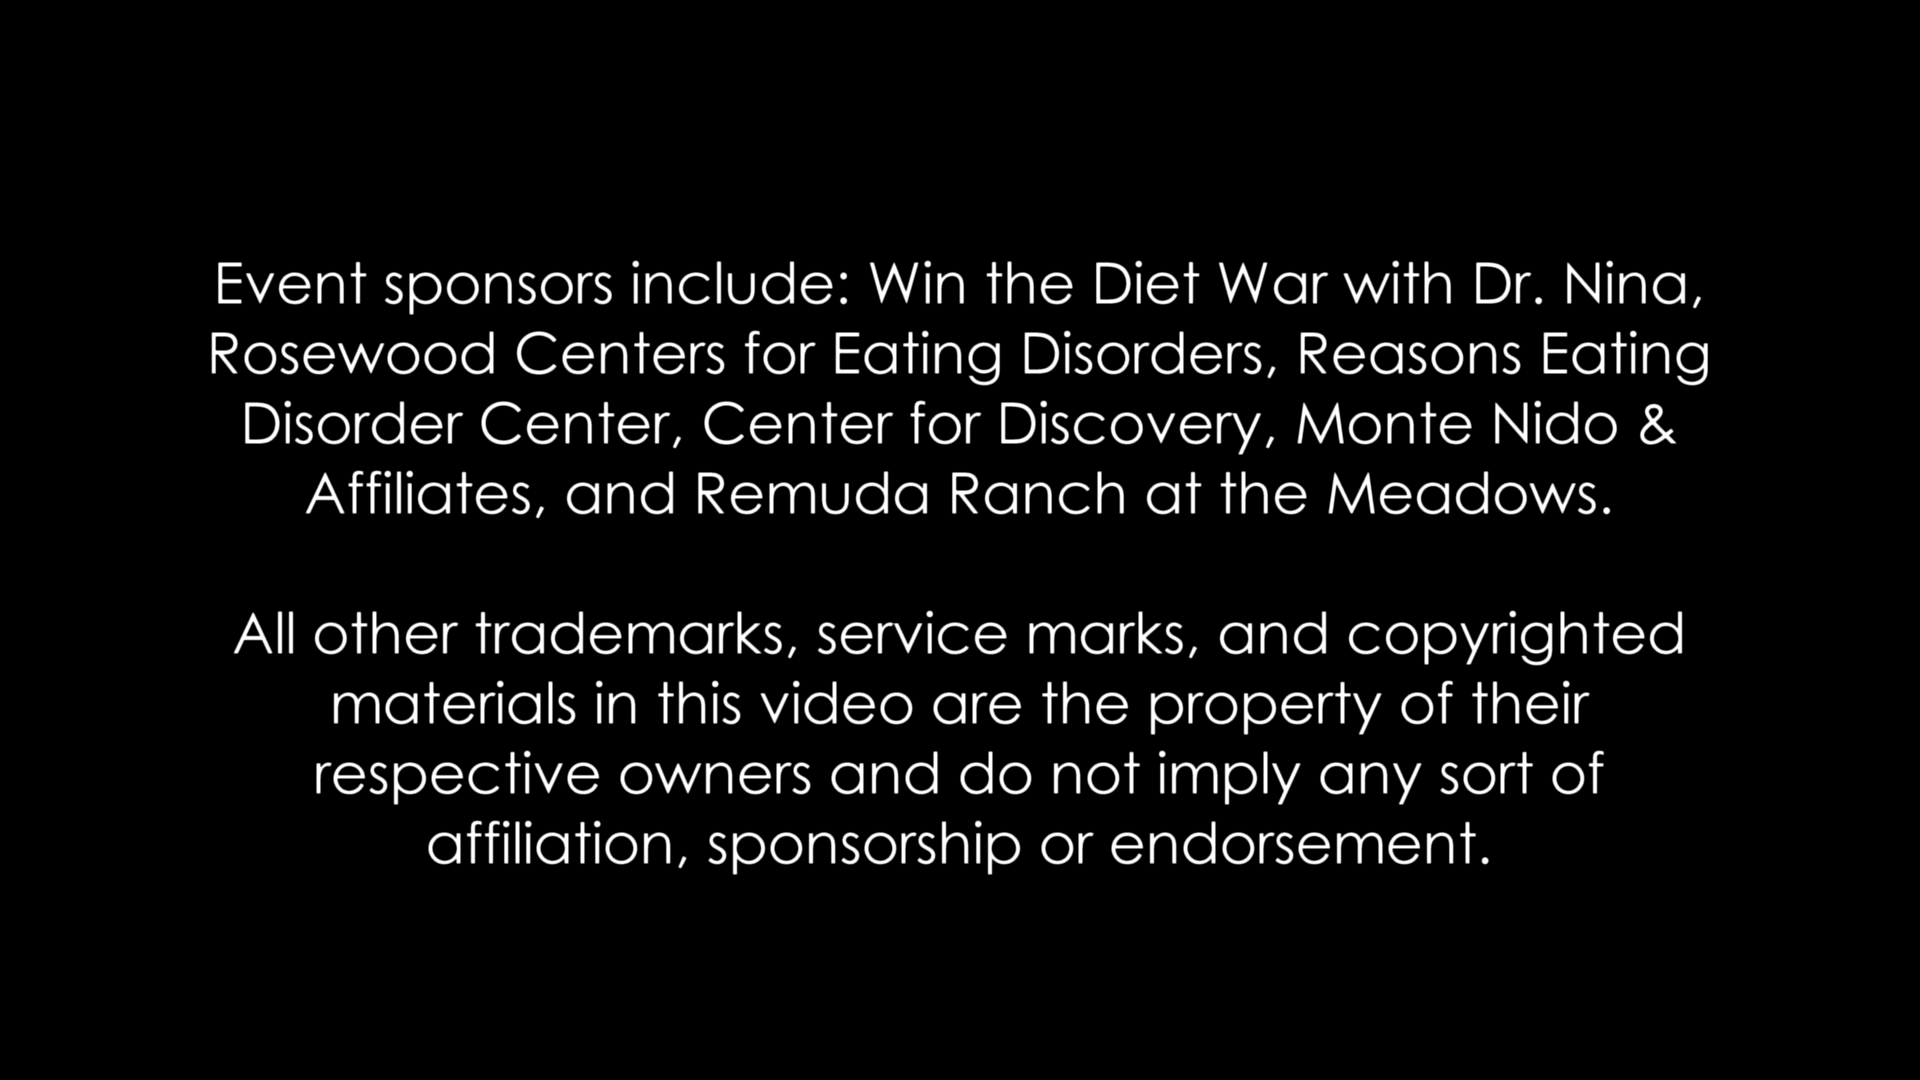 Event sponsors include: Win the Diet War with Dr. Nina,
Rosewood Centers for Eating Disorders, Reasons Eating
Disorder Center, Center for Discovery, Monte Nido &
Affiliates, and Remuda Ranch at the Meadows.
All other trademarks, service marks, and copyrighted
materials in this video are the property of their
respective owners and do not imply any sort of
affiliation, sponsorship or endorsement.